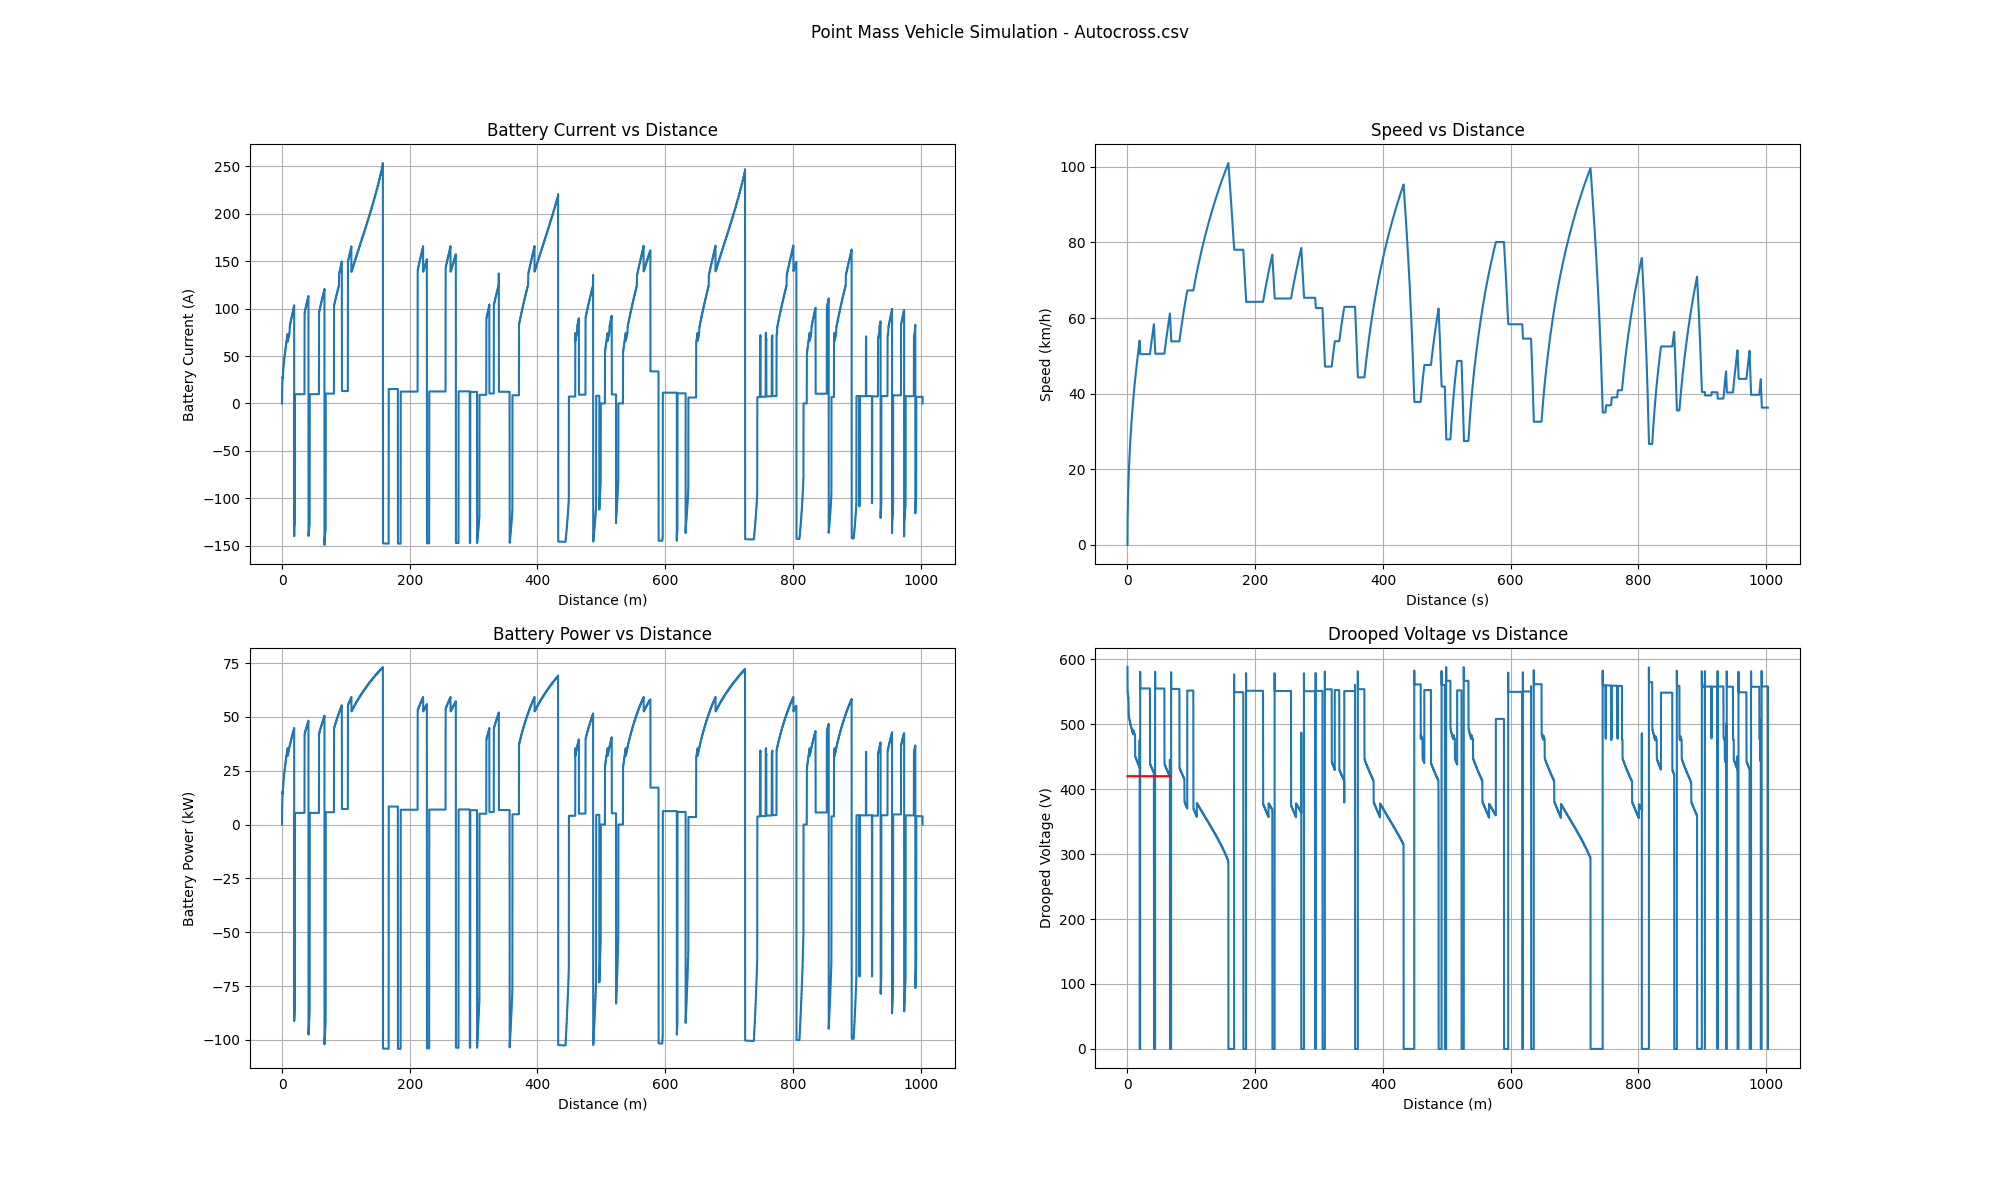 Point Mass Vehicle Simulation - Autocross.csv
Battery Current vs Distance
Battery Current (A)
250
200
150
100
50
0
−50
−100
−150
0 200 400 600 800 1000
Distance (m)
Speed vs Distance
Speed (km/h)
100
80
60
40
20
0
0 200 400 600 800 1000
Distance (s)
Battery Power vs Distance
Battery Power (kW)
75
50
25
0
−25
−50
−75
−100
0 200 400 600 800 1000
Distance (m)
Drooped Voltage vs Distance
Drooped Voltage (V)
600
500
400
300
200
100
0
0 200 400 600 800 1000
Distance (m)